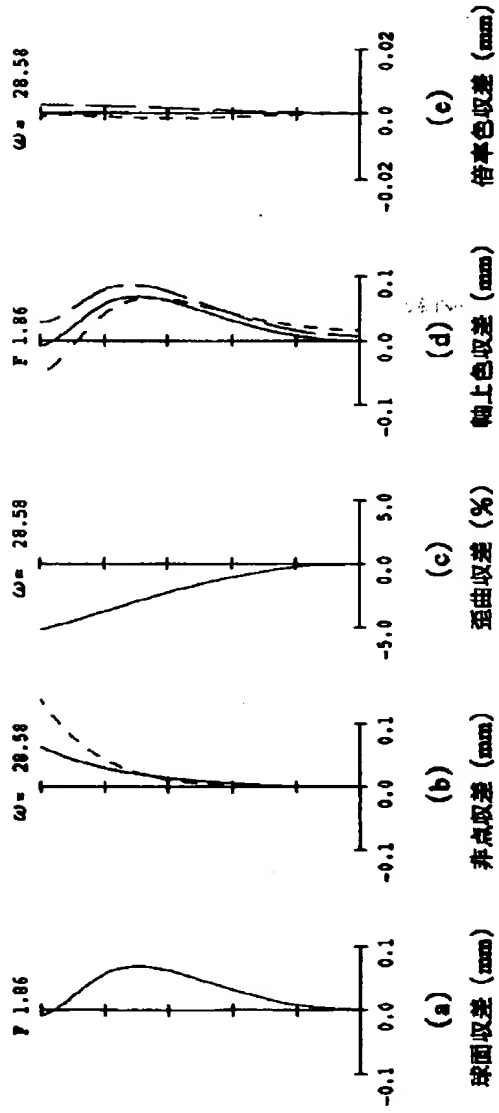 F 1.86
-0.1 0.0 0.1
(a)
球面収差 (mm)
ω= 28.58
-0.1 0.0 0.1
(b)
非点収差 (mm)
ω= 28.58
-5.0 0.0 5.0
(c)
歪曲収差 (%)
F 1.86
-0.1 0.0 0.1
(d)
軸上色収差 (mm)
ω= 28.58
-0.02 0.0 0.02
(e)
倍率色収差 (mm)